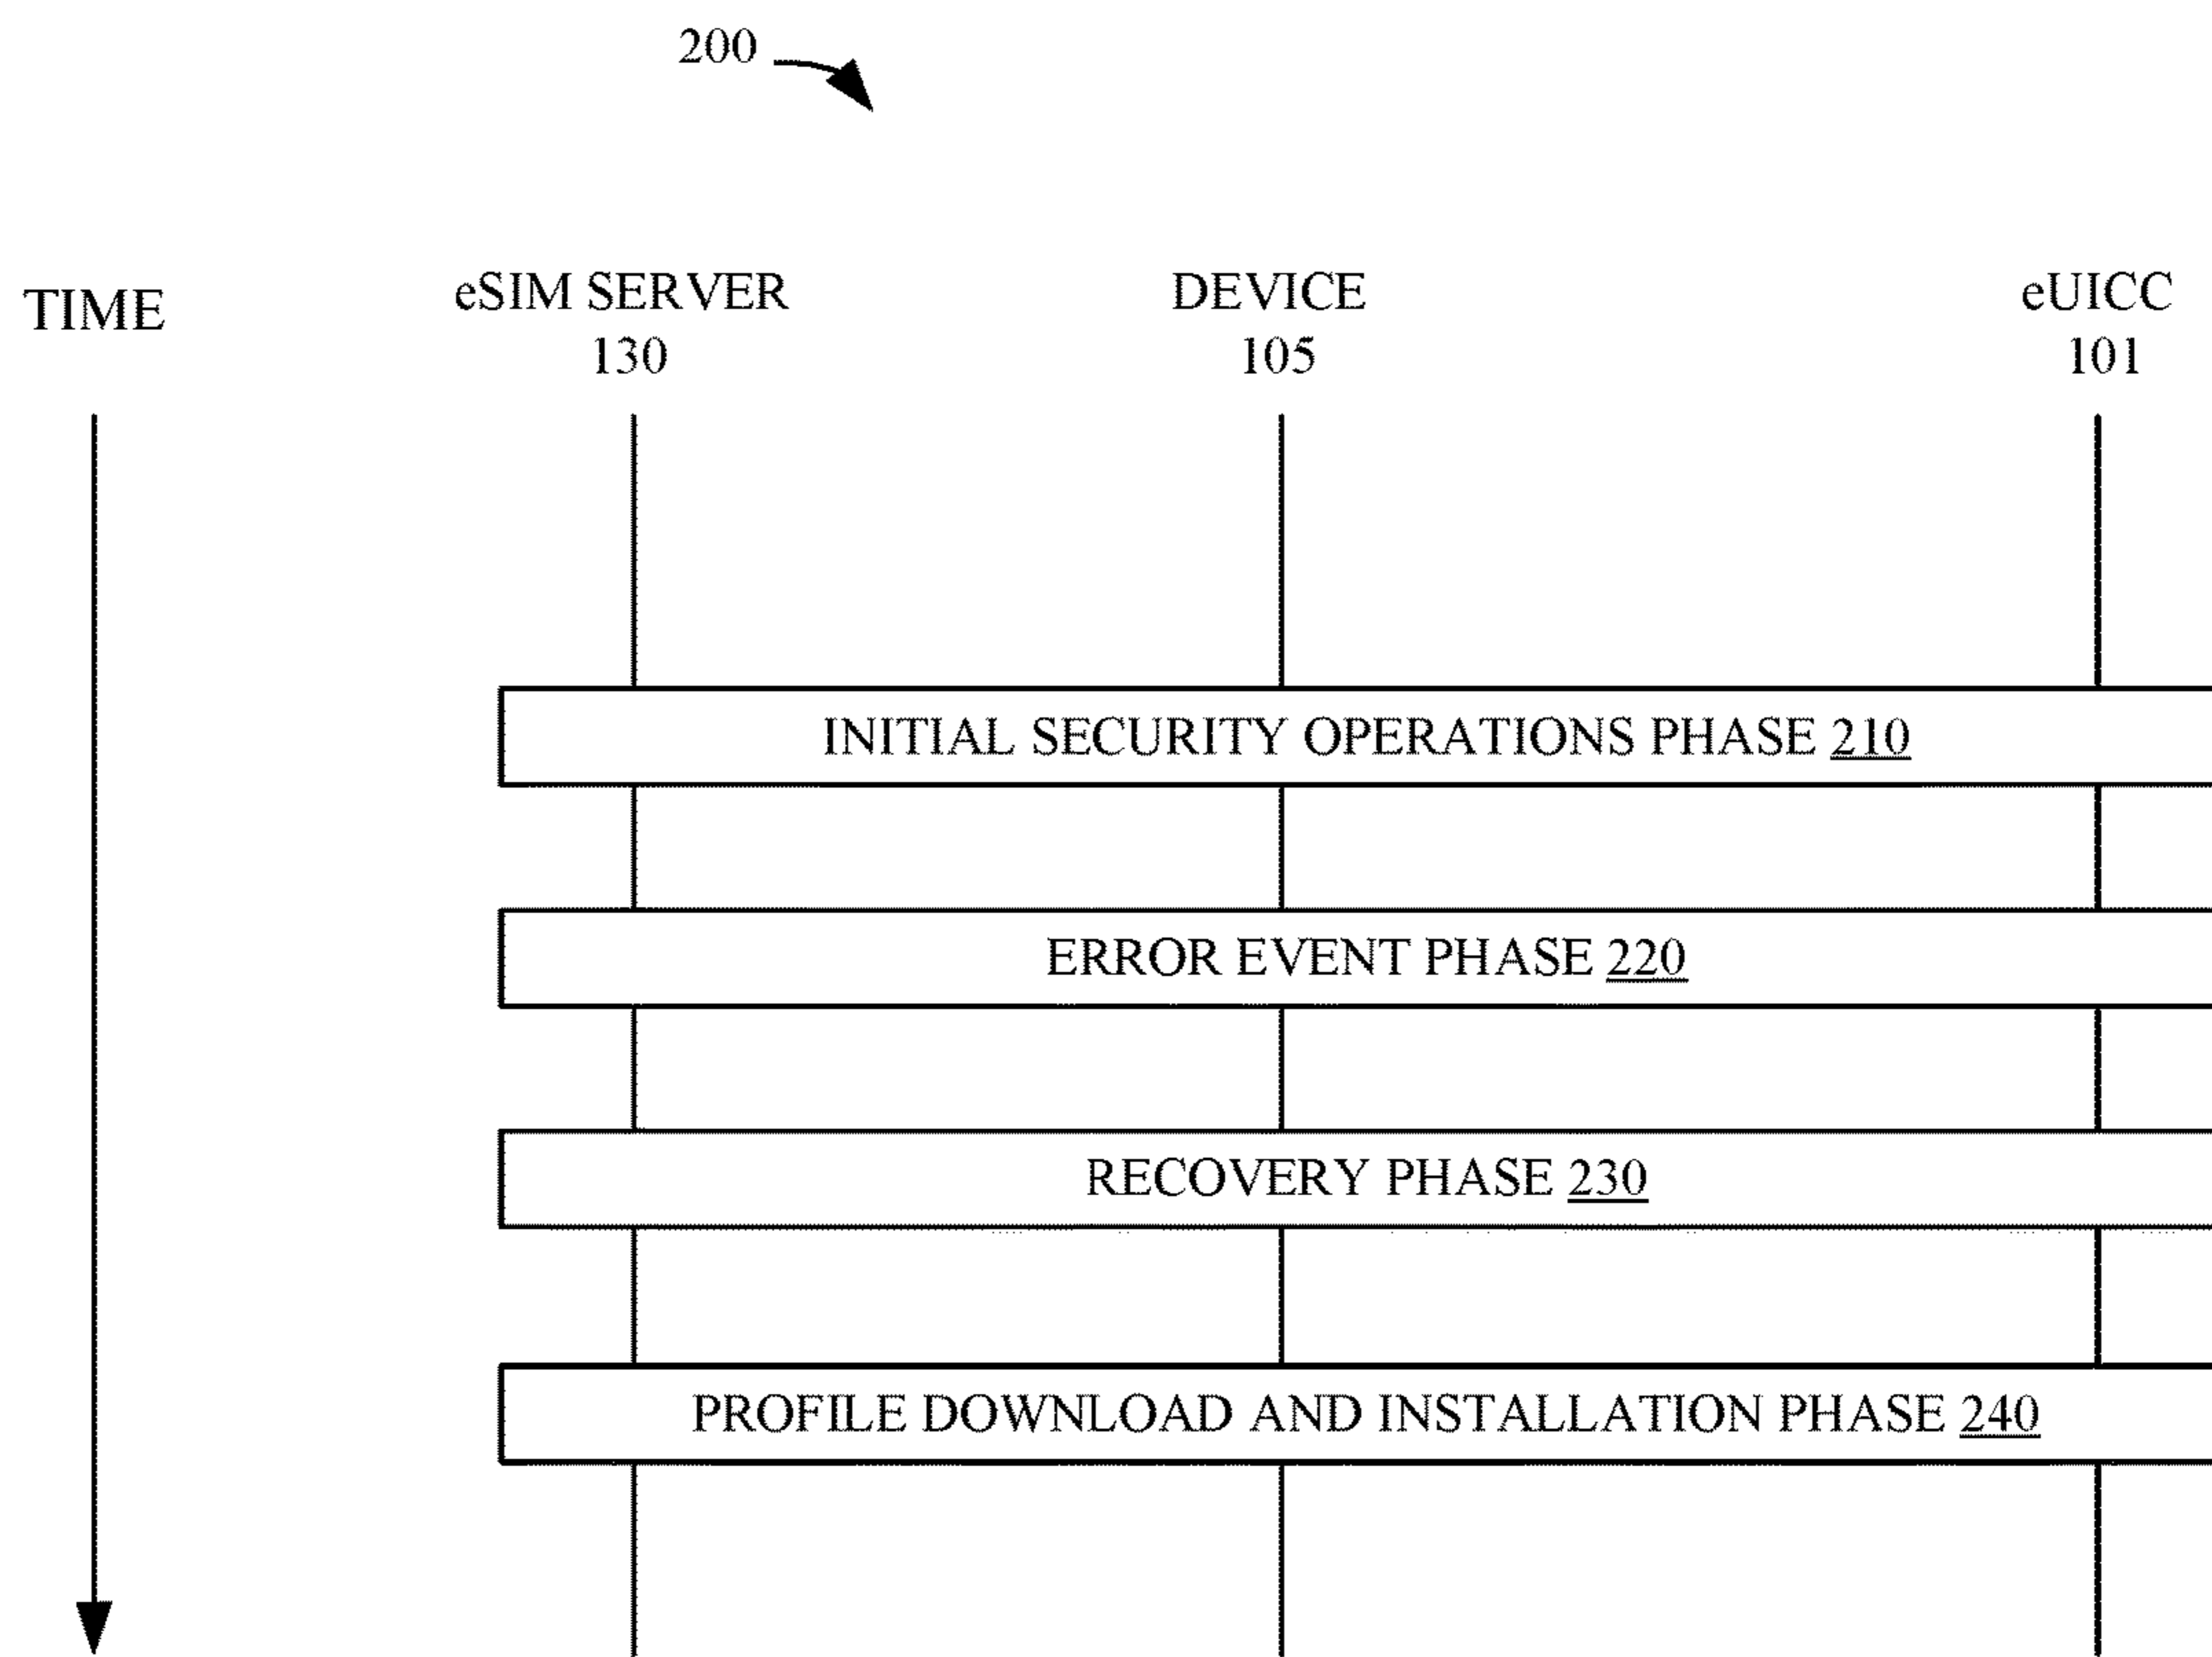 200
TIME
eSIM SERVER
130
DEVICE
105
eUICC
101
INITIAL SECURITY OPERATIONS PHASE 210
ERROR EVENT PHASE 220
RECOVERY PHASE 230
PROFILE DOWNLOAD AND INSTALLATION PHASE 240